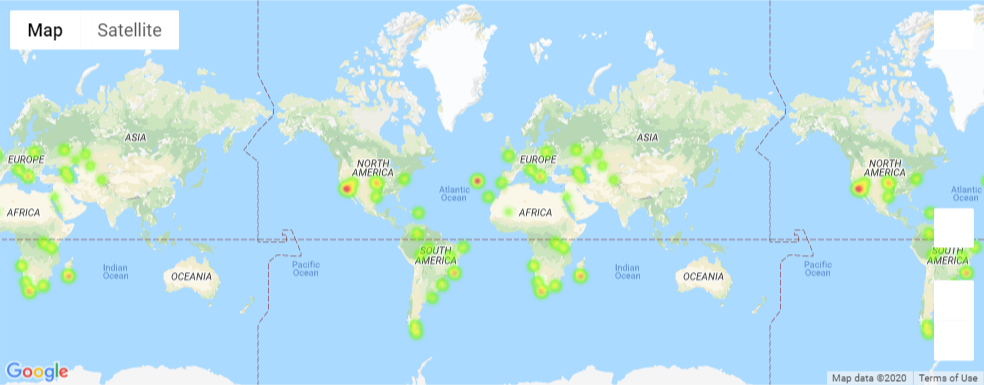 Map Satellite
ASIA
ASIA
EUROPE
NORTH
AMERICA
EUROPE
NORTH
AMERICA
Atlantic
Ocean
Atlantic
Ocean
AFRICA
AFRICA
SOUTH
AMERICA
SOUTH
AMERICA
Indian
Ocean
Pacific
Ocean
Indian
Ocean
Pacific
Ocean
OCEANIA
OCEANIA
Google
Map data ©2020 Terms of Use